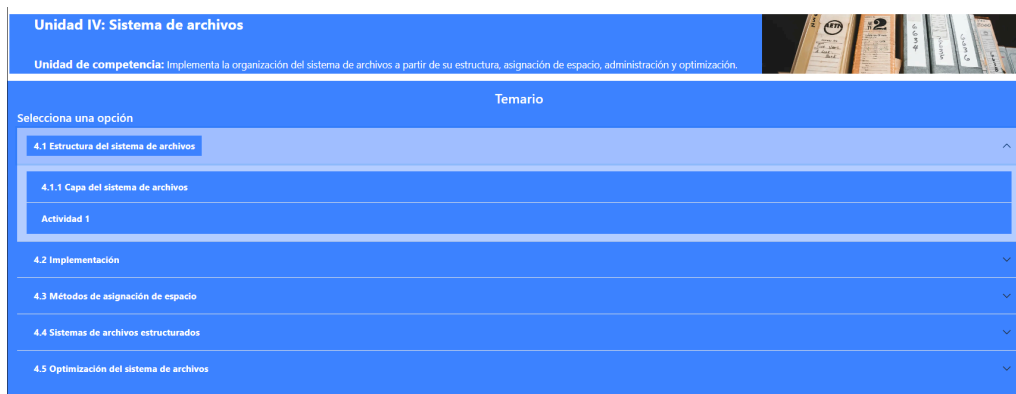 Unidad IV: Sistema de archivos
Unidad de competencia: Implementa la organización del sistema de archivos a partir de su estructura, asignación de espacio, administración y optimización.
Temario
Selecciona una opción
4.1 Estructura del sistema de archivos
4.1.1 Capa del sistema de archivos
Actividad 1
4.2 Implementación
4.3 Métodos de asignación de espacio
4.4 Sistemas de archivos estructurados
4.5 Optimización del sistema de archivos